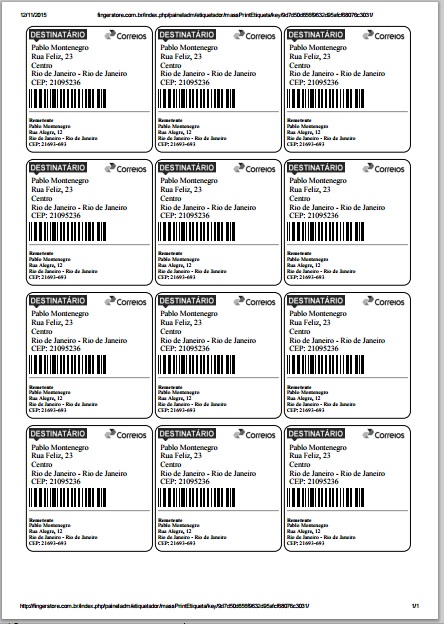 12/11/2015 fingerstore.com.br/index.php/paineladm/etiquetador/massPrintEtiqueta/key/
DESTINATÁRIO Correios
Pablo Montenegro
Rua Feliz, 23
Centro
Rio de Janeiro - Rio de Janeiro
CEP: 21095236
Remetente
Pablo Montenegro
Rua Alegra, 12
Rio de Janeiro - Rio de Janeiro
CEP: 21693-693
DESTINATÁRIO Correios
Pablo Montenegro
Rua Feliz, 23
Centro
Rio de Janeiro - Rio de Janeiro
CEP: 21095236
Remetente
Pablo Montenegro
Rua Alegra, 12
Rio de Janeiro - Rio de Janeiro
CEP: 21693-693
DESTINATÁRIO Correios
Pablo Montenegro
Rua Feliz, 23
Centro
Rio de Janeiro - Rio de Janeiro
CEP: 21095236
Remetente
Pablo Montenegro
Rua Alegra, 12
Rio de Janeiro - Rio de Janeiro
CEP: 21693-693
DESTINATÁRIO Correios
Pablo Montenegro
Rua Feliz, 23
Centro
Rio de Janeiro - Rio de Janeiro
CEP: 21095236
Remetente
Pablo Montenegro
Rua Alegra, 12
Rio de Janeiro - Rio de Janeiro
CEP: 21693-693
DESTINATÁRIO Correios
Pablo Montenegro
Rua Feliz, 23
Centro
Rio de Janeiro - Rio de Janeiro
CEP: 21095236
Remetente
Pablo Montenegro
Rua Alegra, 12
Rio de Janeiro - Rio de Janeiro
CEP: 21693-693
DESTINATÁRIO Correios
Pablo Montenegro
Rua Feliz, 23
Centro
Rio de Janeiro - Rio de Janeiro
CEP: 21095236
Remetente
Pablo Montenegro
Rua Alegra, 12
Rio de Janeiro - Rio de Janeiro
CEP: 21693-693
DESTINATÁRIO Correios
Pablo Montenegro
Rua Feliz, 23
Centro
Rio de Janeiro - Rio de Janeiro
CEP: 21095236
Remetente
Pablo Montenegro
Rua Alegra, 12
Rio de Janeiro - Rio de Janeiro
CEP: 21693-693
DESTINATÁRIO Correios
Pablo Montenegro
Rua Feliz, 23
Centro
Rio de Janeiro - Rio de Janeiro
CEP: 21095236
Remetente
Pablo Montenegro
Rua Alegra, 12
Rio de Janeiro - Rio de Janeiro
CEP: 21693-693
DESTINATÁRIO Correios
Pablo Montenegro
Rua Feliz, 23
Centro
Rio de Janeiro - Rio de Janeiro
CEP: 21095236
Remetente
Pablo Montenegro
Rua Alegra, 12
Rio de Janeiro - Rio de Janeiro
CEP: 21693-693
DESTINATÁRIO Correios
Pablo Montenegro
Rua Feliz, 23
Centro
Rio de Janeiro - Rio de Janeiro
CEP: 21095236
Remetente
Pablo Montenegro
Rua Alegra, 12
Rio de Janeiro - Rio de Janeiro
CEP: 21693-693
DESTINATÁRIO Correios
Pablo Montenegro
Rua Feliz, 23
Centro
Rio de Janeiro - Rio de Janeiro
CEP: 21095236
Remetente
Pablo Montenegro
Rua Alegra, 12
Rio de Janeiro - Rio de Janeiro
CEP: 21693-693
DESTINATÁRIO Correios
Pablo Montenegro
Rua Feliz, 23
Centro
Rio de Janeiro - Rio de Janeiro
CEP: 21095236
Remetente
Pablo Montenegro
Rua Alegra, 12
Rio de Janeiro - Rio de Janeiro
CEP: 21693-693
http://fingerstore.com.br/index.php/paineladm/etiquetador/massPrintEtiqueta/key/ 1/1